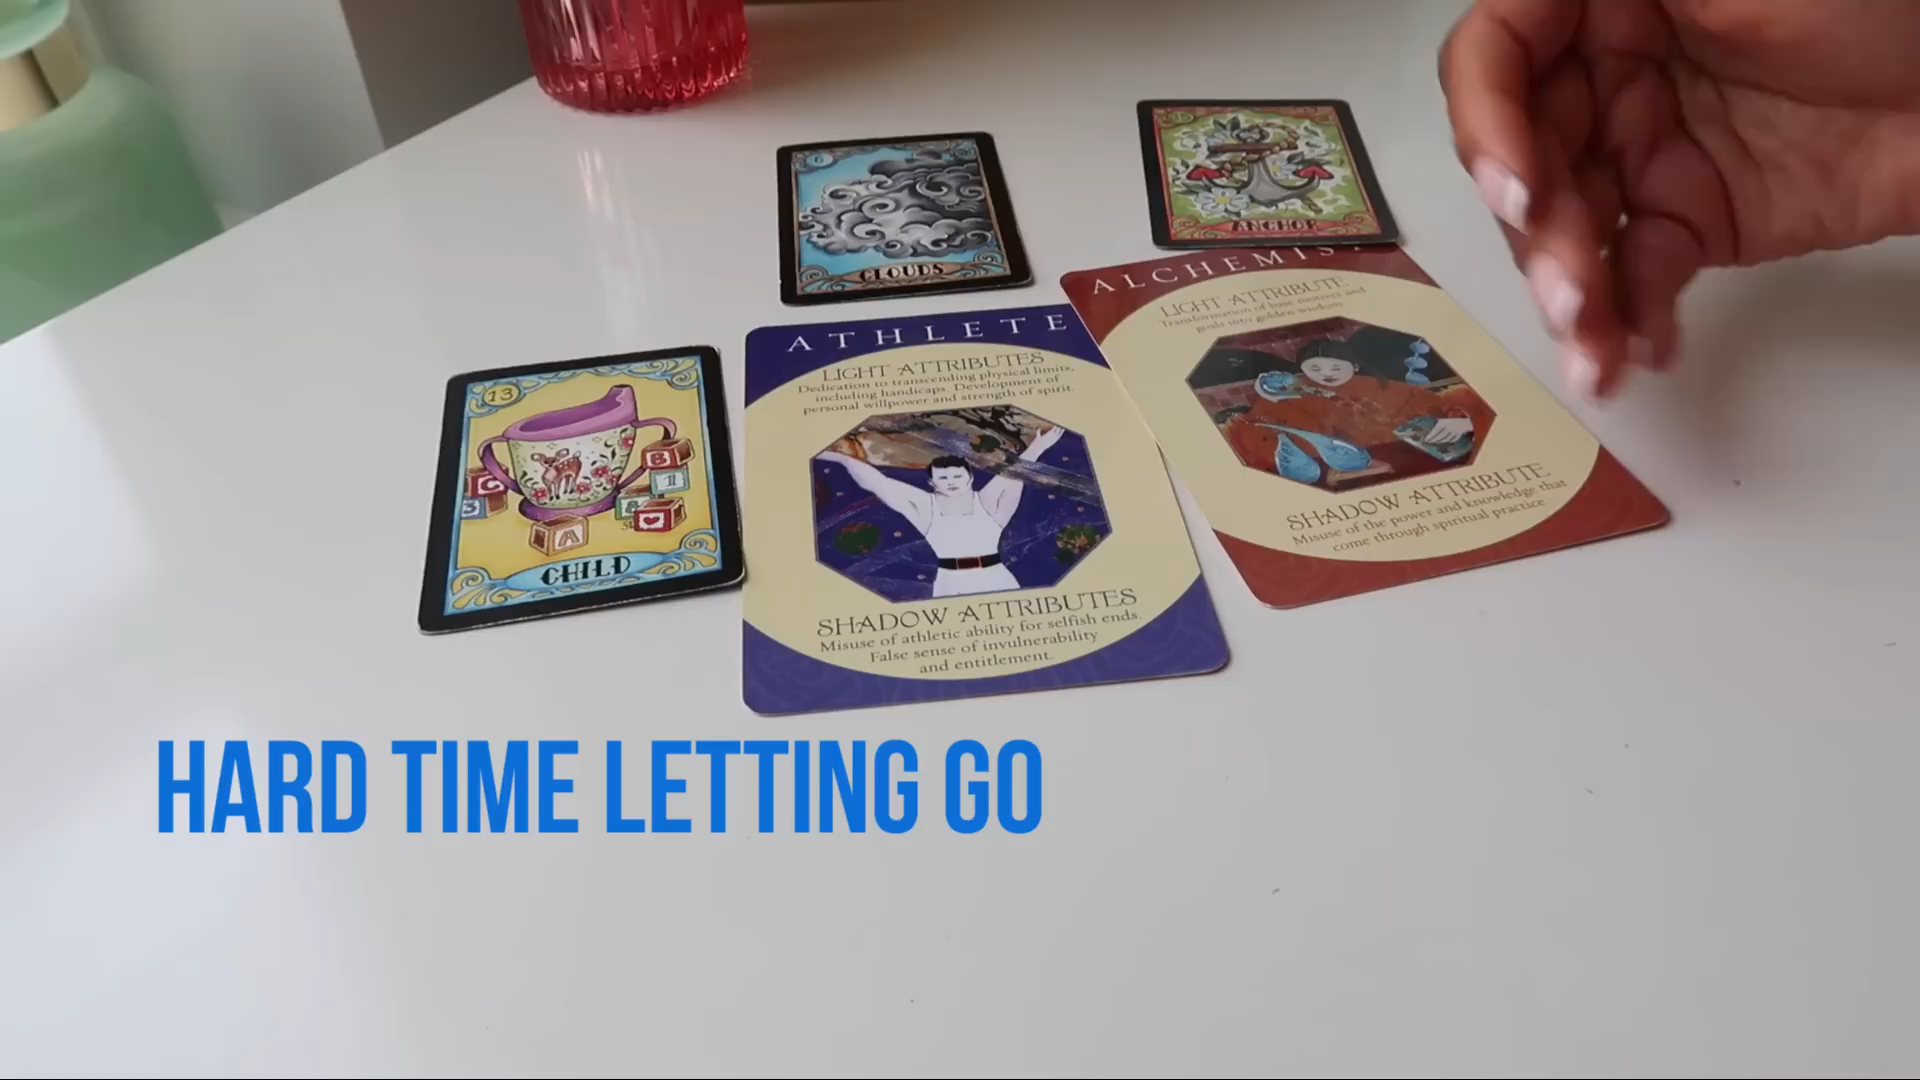 6
CLOUDS
ANCHOR
ALCHEMIS
LIGHT ATTRIBUTE
Transformation of base motives and
goals into golden wisdom.
SHADOW ATTRIBUTE
Misuse of the power and knowledge that
come through spiritual practice.
ATHLETE
LIGHT ATTRIBUTES
Dedication to transcending physical limits,
including handicaps. Development of
personal willpower and strength of spirit.
SHADOW ATTRIBUTES
Misuse of athletic ability for selfish ends.
False sense of invulnerability
and entitlement.
13
B
1
A
CHILD
HARD TIME LETTING GO